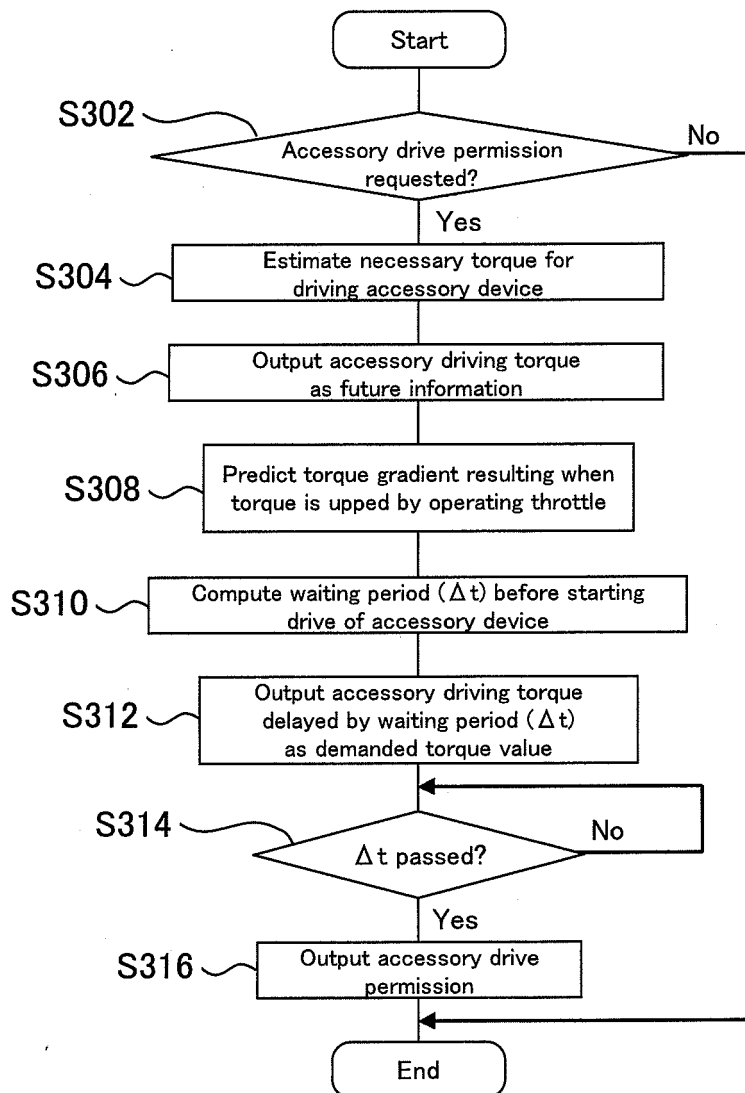 Start
S302
Accessory drive permission
requested?
No
Yes
S304
Estimate necessary torque for
driving accessory device
S306
Output accessory driving torque
as future information
S308
Predict torque gradient resulting when
torque is upped by operating throttle
S310
Compute waiting period (Δt) before starting
drive of accessory device
S312
Output accessory driving torque
delayed by waiting period (Δt)
as demanded torque value
S314
Δt passed?
No
Yes
S316
Output accessory drive
permission
End